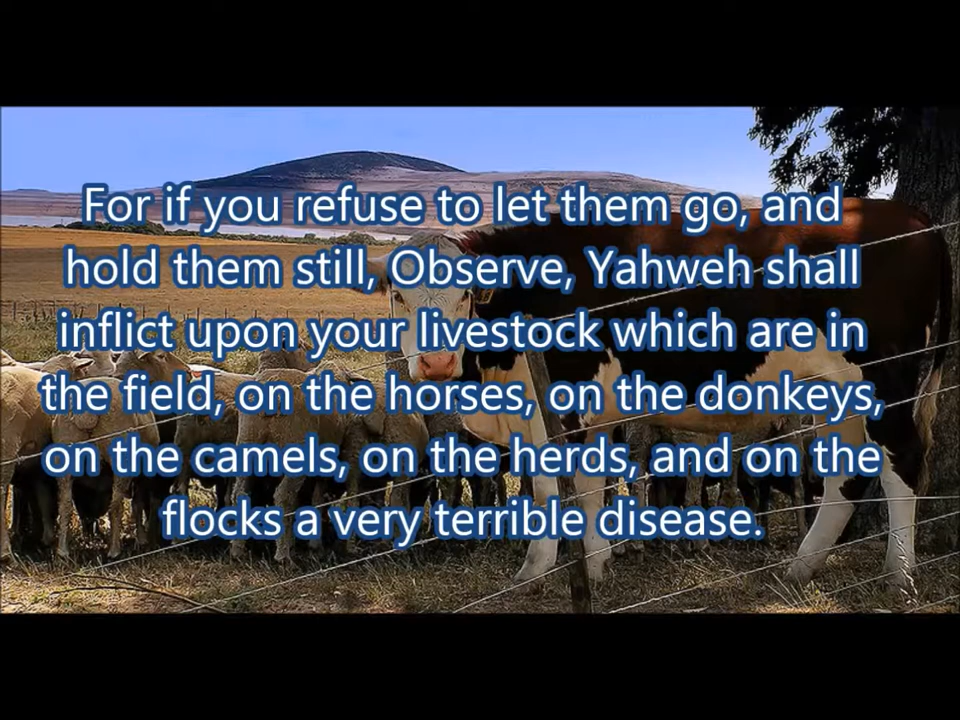 For if you refuse to let them go, and
hold them still, Observe, Yahweh shall
inflict upon your livestock which are in
the field, on the horses, on the donkeys,
on the camels, on the herds, and on the
flocks a very terrible disease.